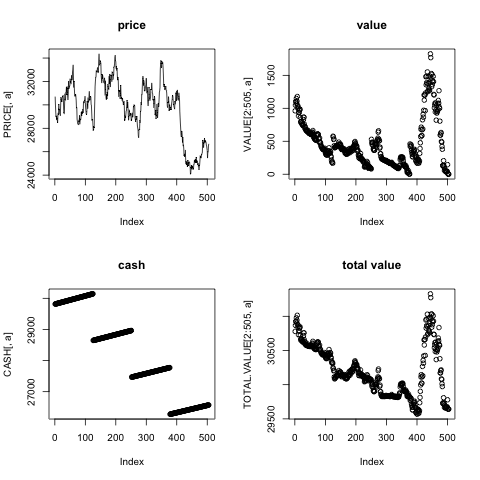 price
PRICE[, a]
24000 28000 32000
0 100 200 300 400 500
Index
value
VALUE[2:505, a]
0 500 1000 1500
0 100 200 300 400 500
Index
cash
CASH[, a]
27000 29000
0 100 200 300 400 500
Index
total value
TOTAL.VALUE[2:505, a]
29500 30500
0 100 200 300 400 500
Index